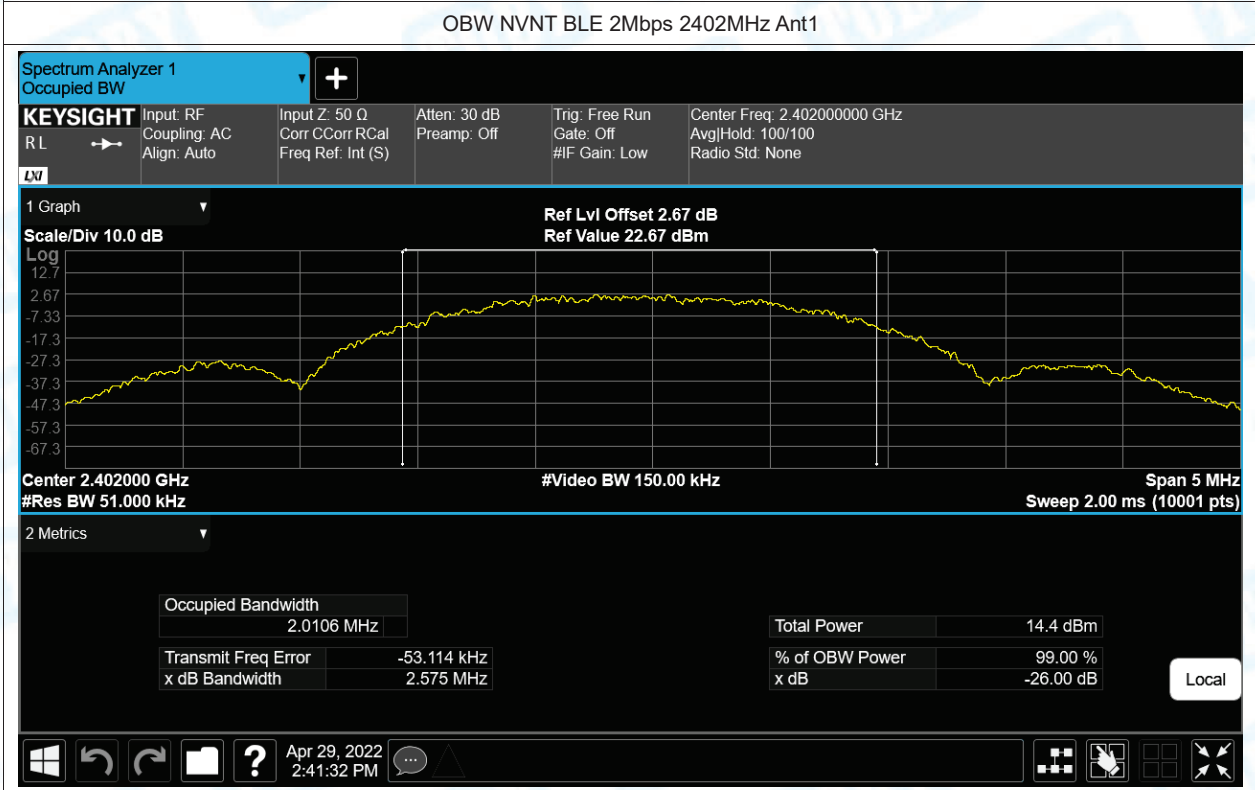 OBW NVNT BLE 2Mbps 2402MHz Ant1
Spectrum Analyzer 1
Occupied BW
KEYSIGHT
R L
LXI
Input: RF
Coupling: AC
Align: Auto
Input Z: 50 Ω
Corr CCorr RCal
Freq Ref: Int (S)
Atten: 30 dB
Preamp: Off
Trig: Free Run
Gate: Off
#IF Gain: Low
Center Freq: 2.402000000 GHz
Avg|Hold: 100/100
Radio Std: None
1 Graph
Scale/Div 10.0 dB
Ref Lvl Offset 2.67 dB
Ref Value 22.67 dBm
Log
12.7
2.67
-7.33
-17.3
-27.3
-37.3
-47.3
-57.3
-67.3
Center 2.402000 GHz
#Video BW 150.00 kHz
Span 5 MHz
#Res BW 51.000 kHz
Sweep 2.00 ms (10001 pts)
2 Metrics
Occupied Bandwidth
2.0106 MHz
Total Power 14.4 dBm
Transmit Freq Error -53.114 kHz
% of OBW Power 99.00 %
x dB Bandwidth 2.575 MHz
x dB -26.00 dB
Local
?
Apr 29, 2022
2:41:32 PM